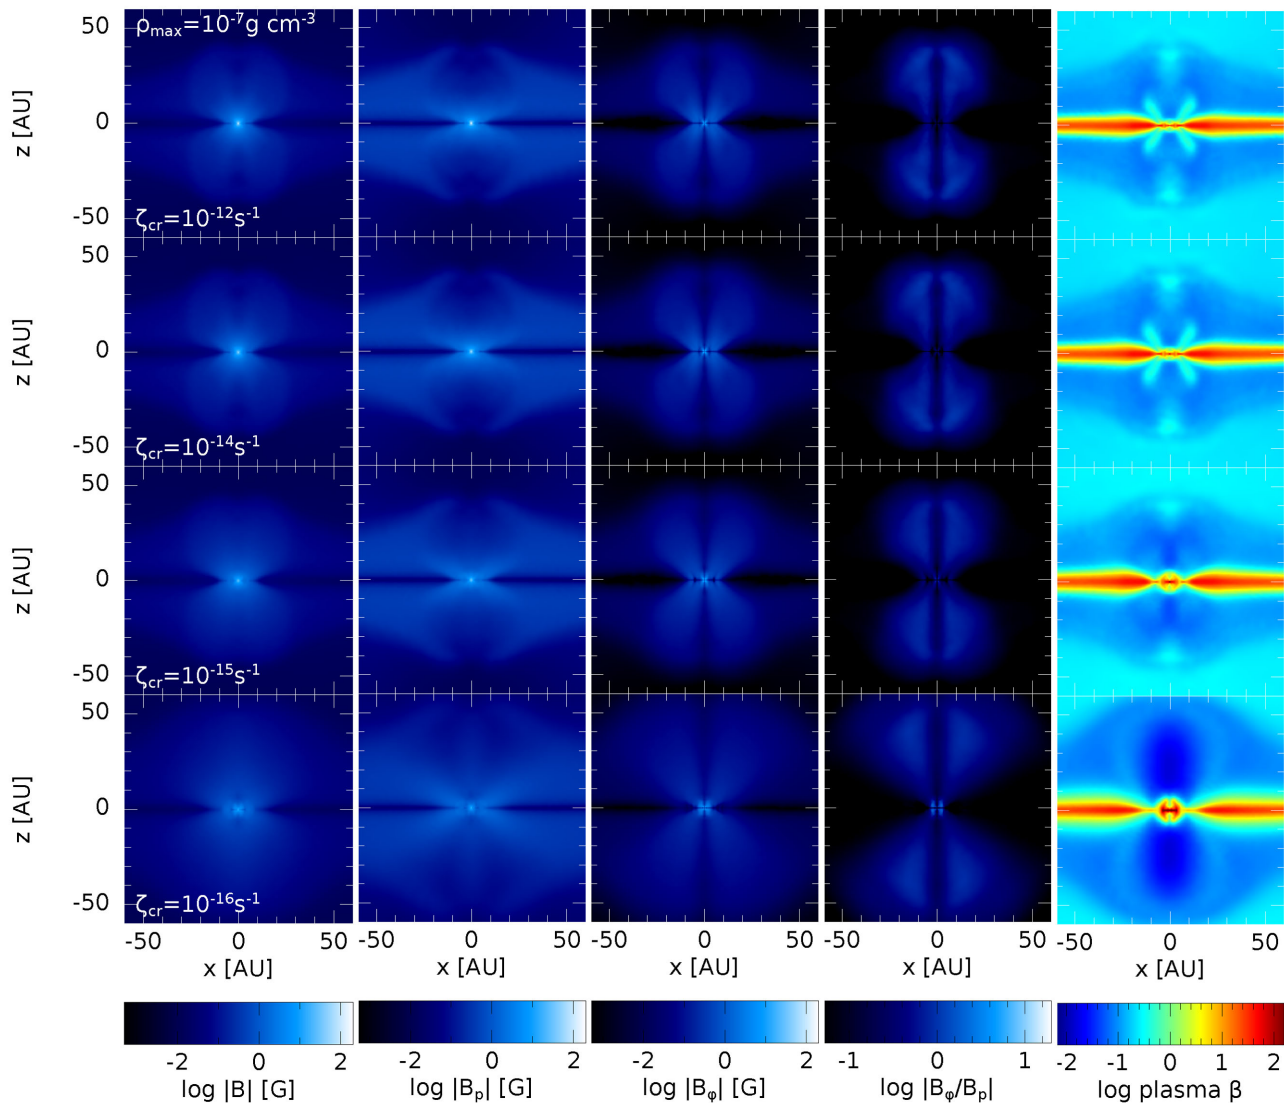 ρmax=10-7g cm-3
50
0
-50
z [AU]
ζcr=10-12s-1
50
0
-50
z [AU]
ζcr=10-14s-1
50
0
-50
z [AU]
ζcr=10-15s-1
50
0
-50
z [AU]
ζcr=10-16s-1
-50 0 50 -50 0 50 -50 0 50 -50 0 50 -50 0 50
x [AU] x [AU] x [AU] x [AU] x [AU]
-2 0 2 -2 0 2 -2 0 2 -1 0 1 -2 -1 0 1 2
log |B| [G] log |Bp| [G] log |Bφ| [G] log |Bφ/Bp| log plasma β